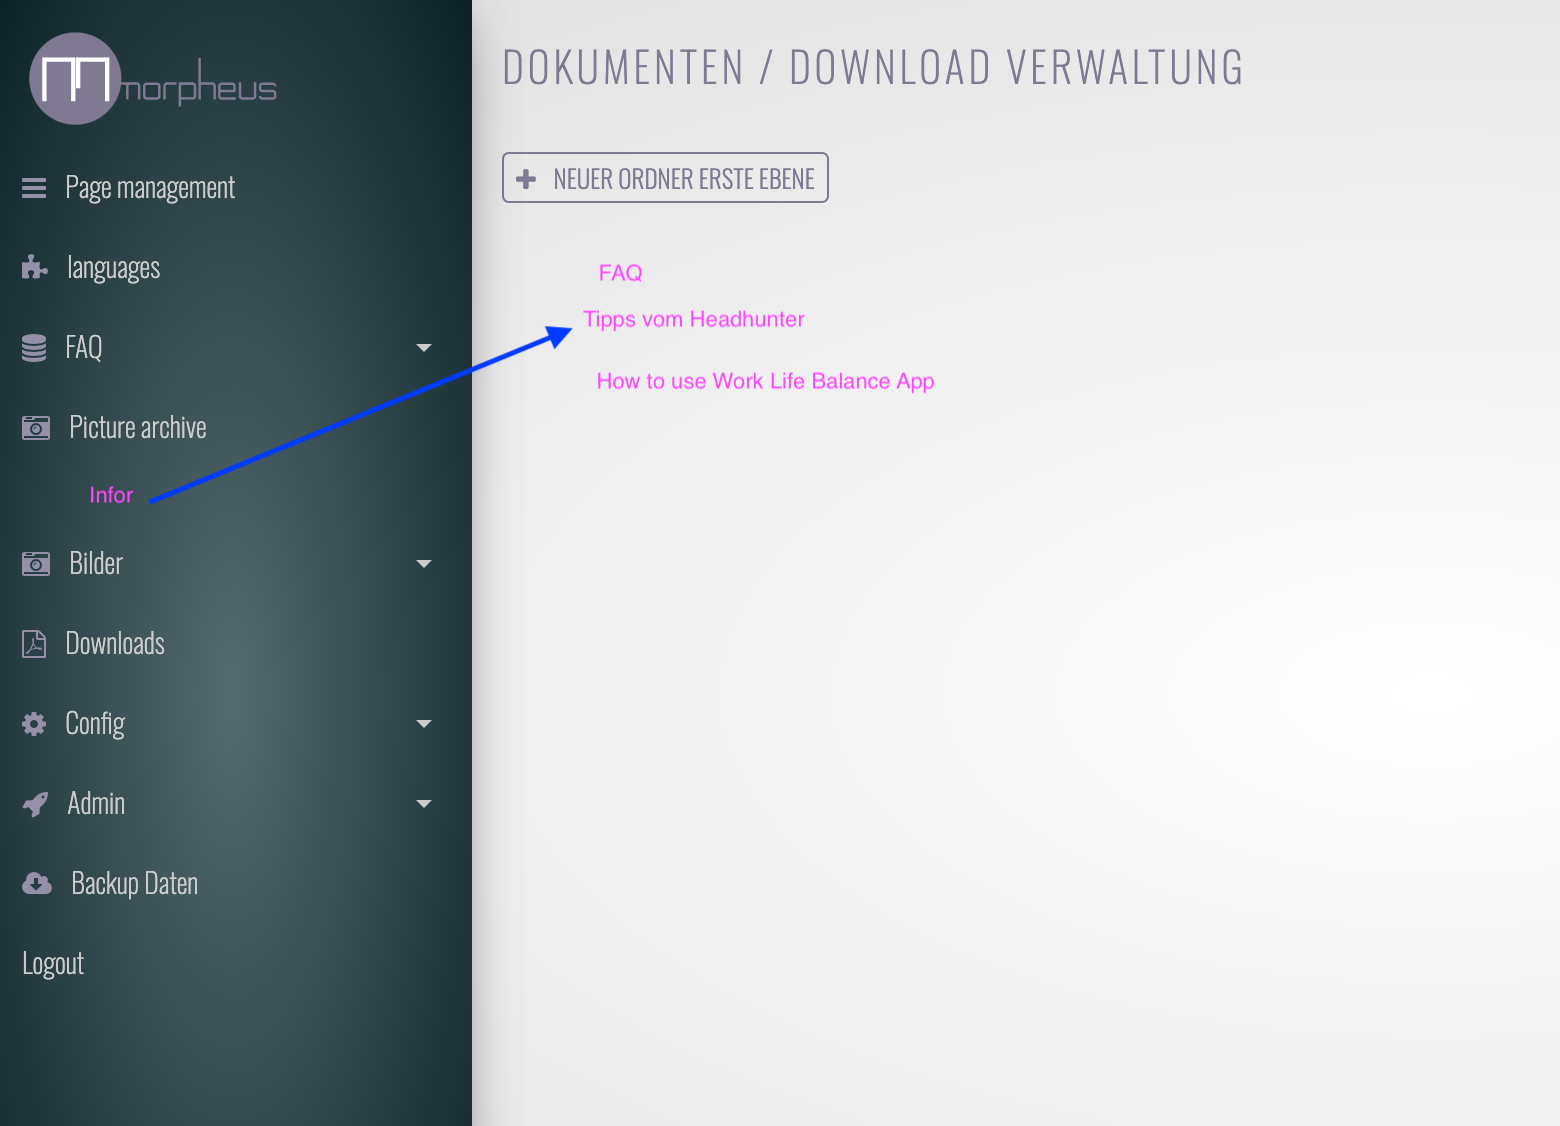 morpheus
Page management
languages
FAQ
Picture archive
Infor
Bilder
Downloads
Config
Admin
Backup Daten
Logout
DOKUMENTEN / DOWNLOAD VERWALTUNG
NEUER ORDNER ERSTE EBENE
FAQ
Tipps vom Headhunter
How to use Work Life Balance App